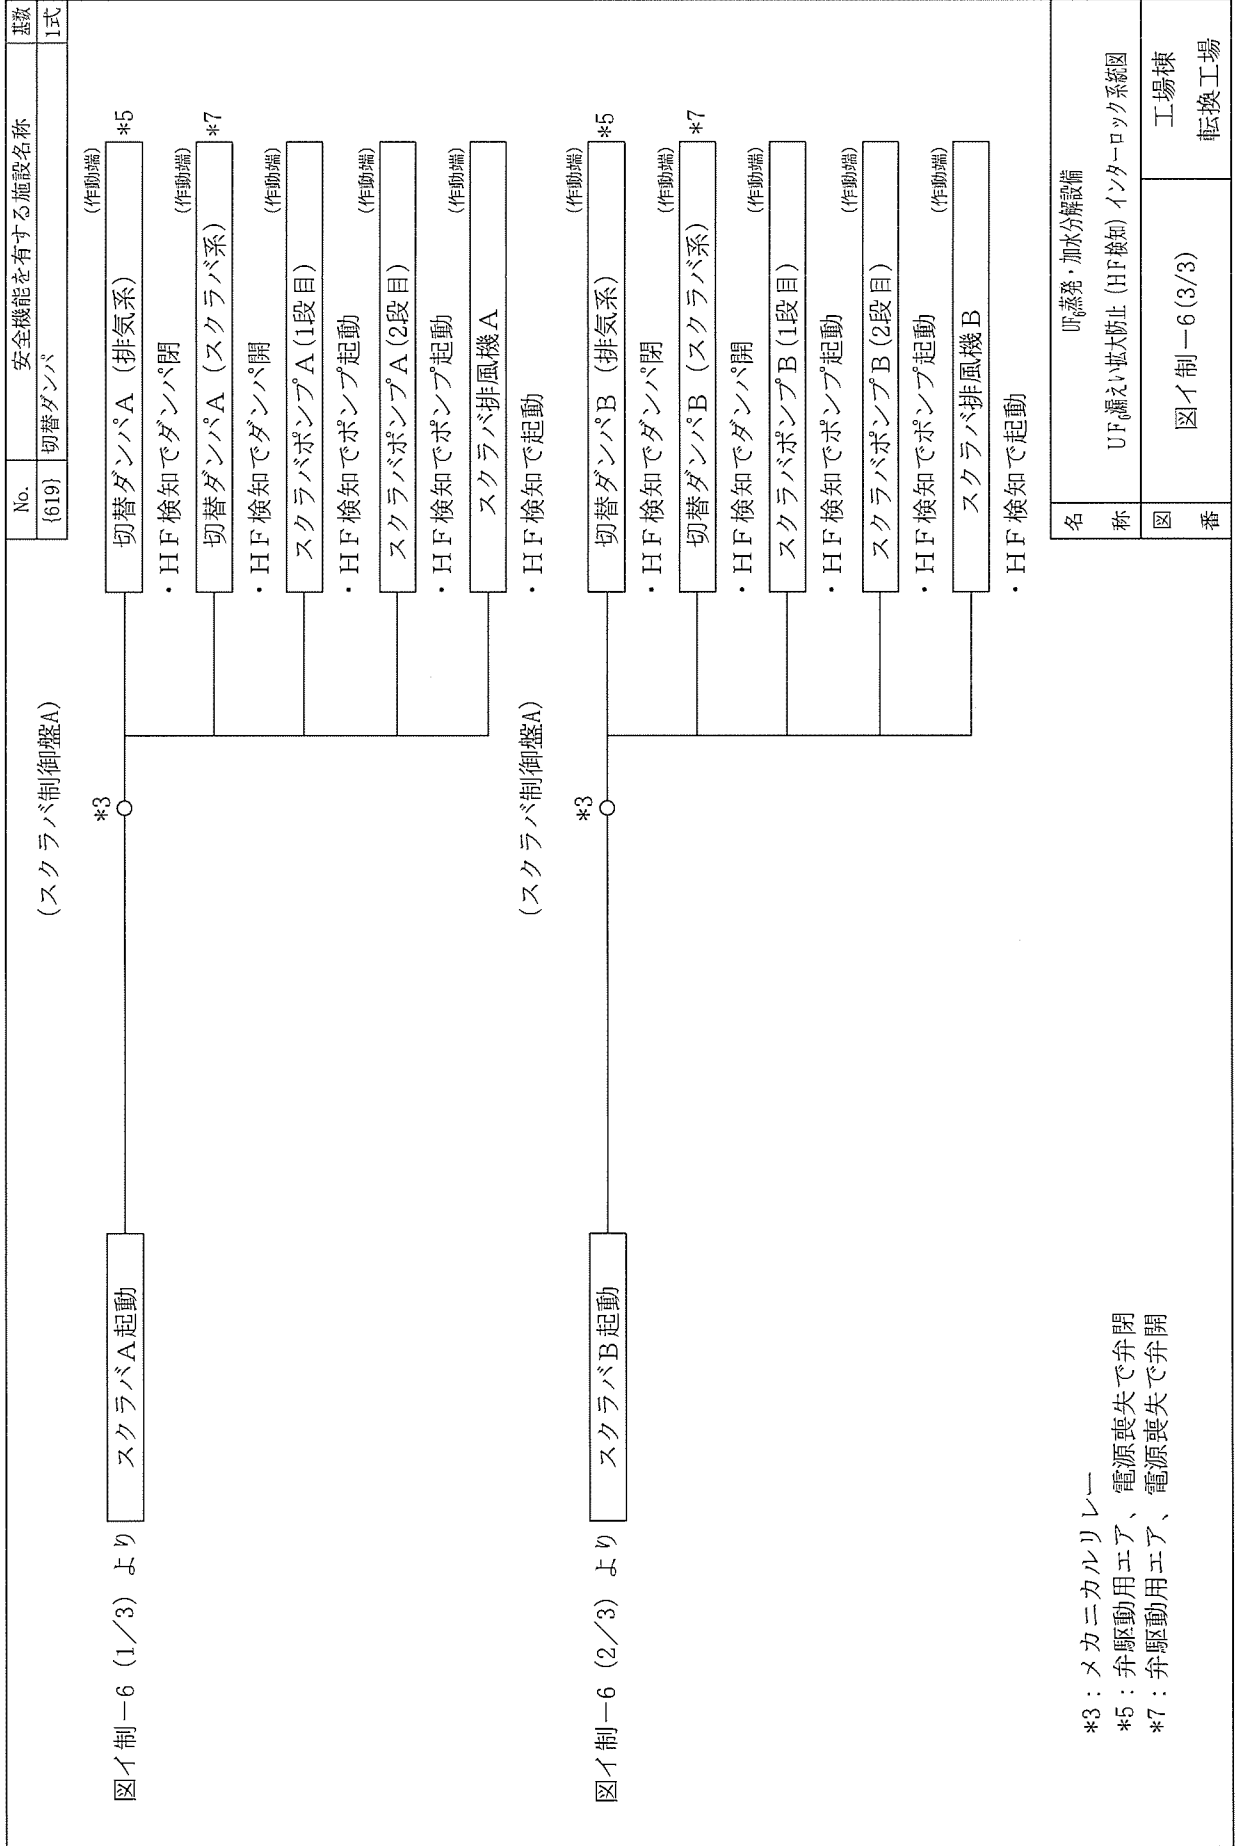 No. 安全機能を有する施設名称 基数
{619} 切替ダンパ 1式
(スクラバ制御盤A)
(作動端)
図イ制－6 (1／3) より スクラバA起動 *3 切替ダンパA (排気系) *5
・HF検知でダンパ閉 (作動端)
切替ダンパA (スクラバ系) *7
・HF検知でダンパ開 (作動端)
スクラバポンプA(1段目)
・HF検知でポンプ起動 (作動端)
スクラバポンプA(2段目)
・HF検知でポンプ起動 (作動端)
スクラバ排風機A
・HF検知で起動
(スクラバ制御盤A)
(作動端)
図イ制－6 (2／3) より スクラバB起動 *3 切替ダンパB (排気系) *5
・HF検知でダンパ閉 (作動端)
切替ダンパB (スクラバ系) *7
・HF検知でダンパ開 (作動端)
スクラバポンプB(1段目)
・HF検知でポンプ起動 (作動端)
スクラバポンプB(2段目)
・HF検知でポンプ起動 (作動端)
スクラバ排風機B
・HF検知で起動
*3：メカニカルリレー
*5：弁駆動用エア、電源喪失で弁閉
*7：弁駆動用エア、電源喪失で弁開
名称 UF₆蒸発・加水分解設備
UF₆漏えい拡大防止 (HF検知) インターロック系統図
図番 図イ制－6(3/3) 工場棟
転換工場